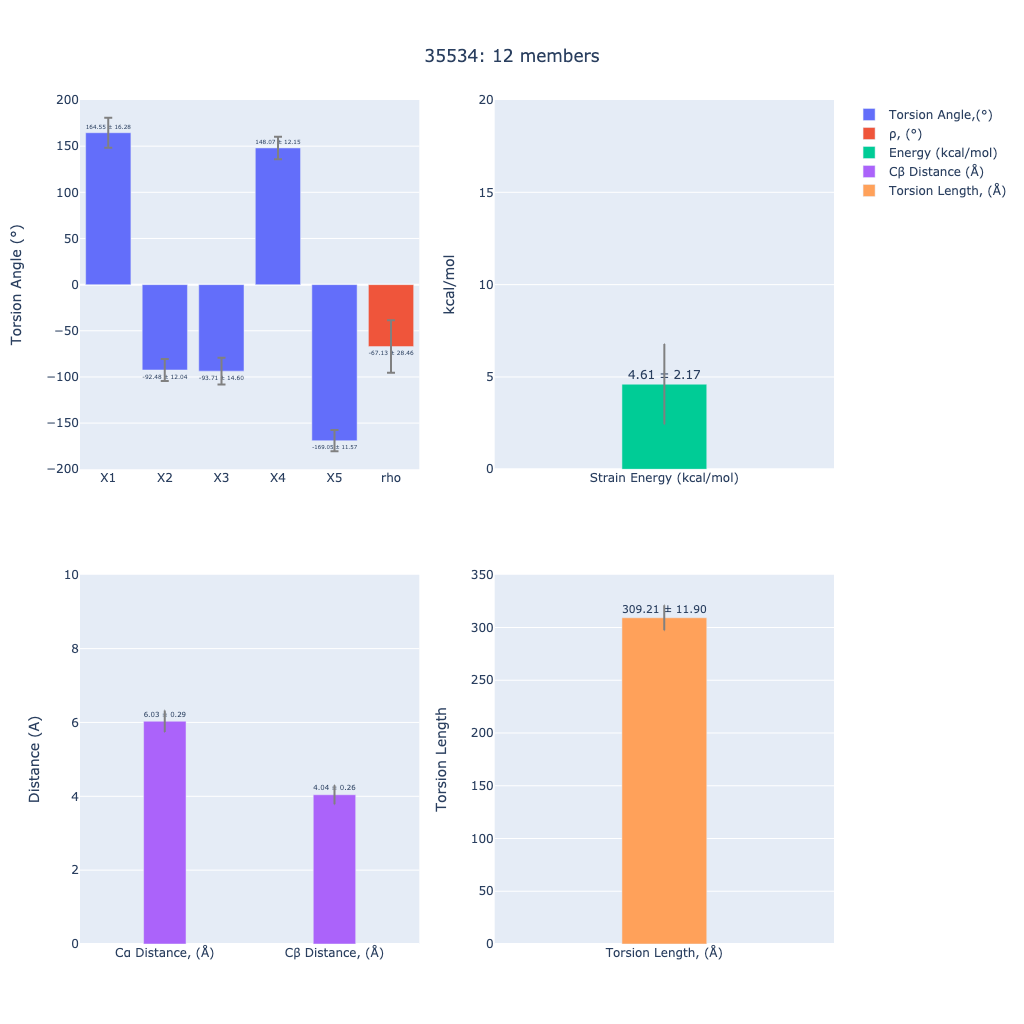 35534: 12 members
200
150
100
50
0
−50
−100
−150
−200
Torsion Angle (°)
164.55 ± 16.28
-92.48 ± 12.04
-93.71 ± 14.60
148.07 ± 12.15
-169.05 ± 11.57
-67.13 ± 28.46
X1 X2 X3 X4 X5 rho
20
15
10
5
0
kcal/mol
4.61 ± 2.17
Strain Energy (kcal/mol)
Torsion Angle,(°)
ρ, (°)
Energy (kcal/mol)
Cβ Distance (Å)
Torsion Length, (Å)
10
8
6
4
2
0
Distance (A)
6.03 ± 0.29
4.04 ± 0.26
Cα Distance, (Å) Cβ Distance, (Å)
350
300
250
200
150
100
50
0
Torsion Length
309.21 ± 11.90
Torsion Length, (Å)